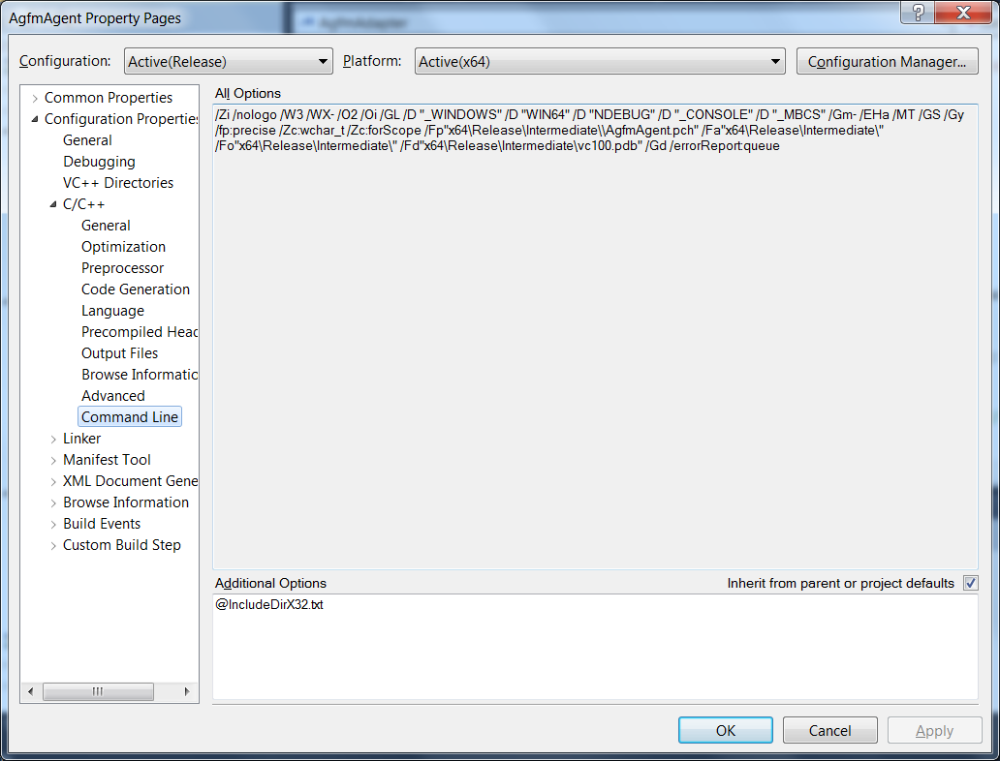 AgfmAgent Property Pages
AgfmAdapter
Configuration: Active(Release) Platform: Active(x64) Configuration Manager...
Common Properties
Configuration Propertie
General
Debugging
VC++ Directories
C/C++
General
Optimization
Preprocessor
Code Generation
Language
Precompiled Head
Output Files
Browse Informatic
Advanced
Command Line
Linker
Manifest Tool
XML Document Gene
Browse Information
Build Events
Custom Build Step
All Options
/Zi /nologo /W3 /WX- /O2 /Oi /GL /D "_WINDOWS" /D "WIN64" /D "NDEBUG" /D "_CONSOLE" /D "_MBCS" /Gm- /EHa /MT /GS /Gy
/fp:precise /Zc:wchar_t /Zc:forScope /Fp"x64\Release\Intermediate\\AgfmAgent.pch" /Fa"x64\Release\Intermediate\"
/Fo"x64\Release\Intermediate\" /Fd"x64\Release\Intermediate\vc100.pdb" /Gd /errorReport:queue
Additional Options Inherit from parent or project defaults
@IncludeDirX32.txt
OK Cancel Apply